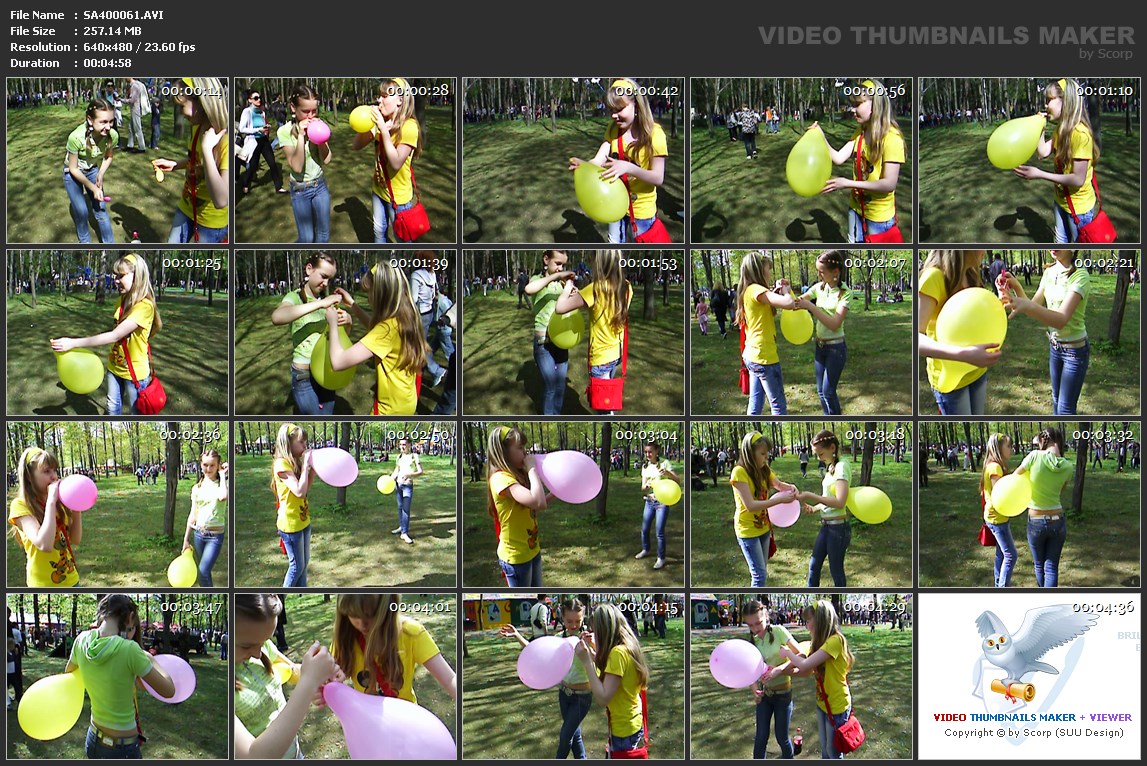 File Name : SA400061.AVI
File Size : 257.14 MB
Resolution : 640x480 / 23.60 fps
Duration : 00:04:58
VIDEO THUMBNAILS MAKER
by Scorp
00:00:14
00:00:28
00:00:42
00:00:56
00:01:10
00:01:25
00:01:39
00:01:53
00:02:07
00:02:21
00:02:36
00:02:50
00:03:04
00:03:18
00:03:32
00:03:47
00:04:01
00:04:15
00:04:29
00:04:36
VIDEO THUMBNAILS MAKER + VIEWER
Copyright © by Scorp (SUU Design)